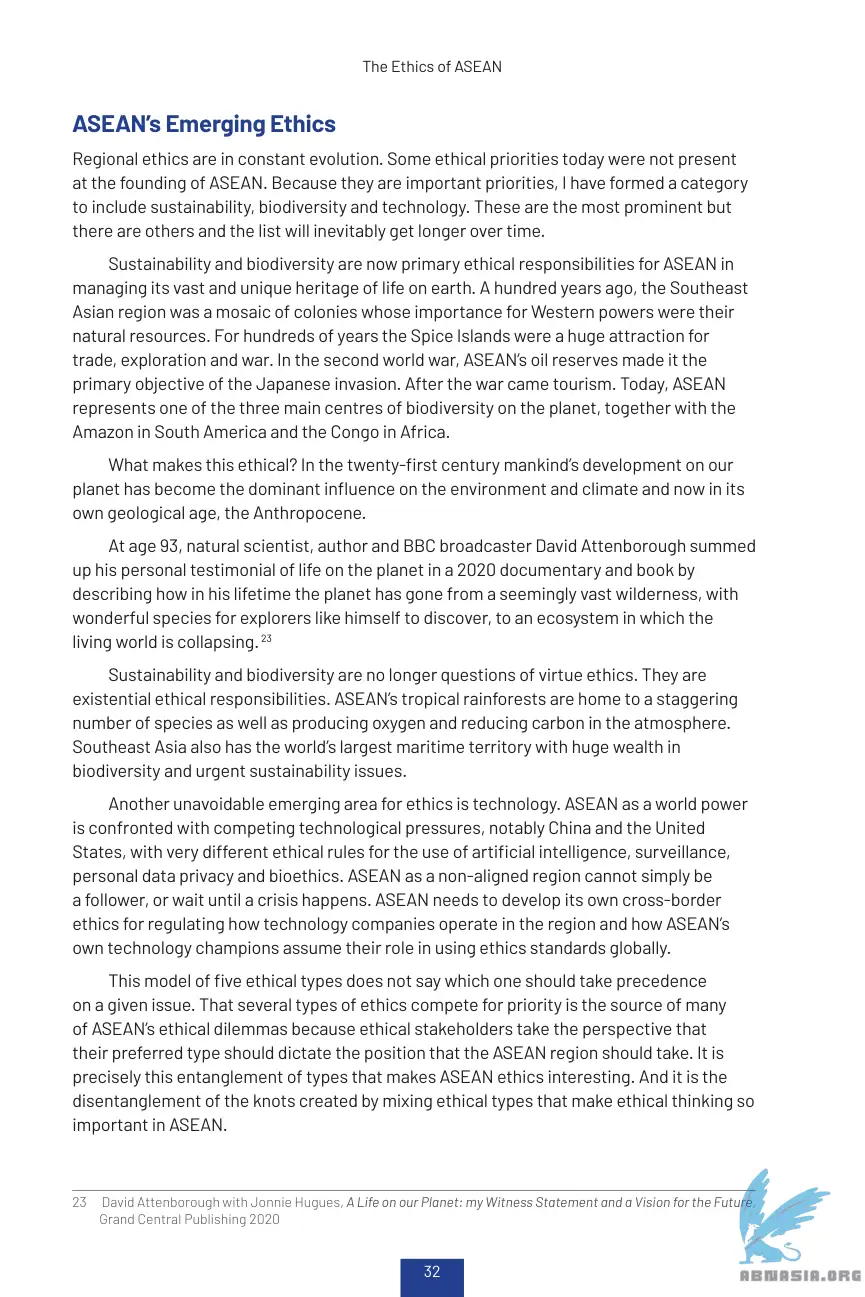 The Ethics of ASEAN
ASEAN’s Emerging Ethics
Regional ethics are in constant evolution. Some ethical priorities today were not present
at the founding of ASEAN. Because they are important priorities, I have formed a category
to include sustainability, biodiversity and technology. These are the most prominent but
there are others and the list will inevitably get longer over time.
Sustainability and biodiversity are now primary ethical responsibilities for ASEAN in
managing its vast and unique heritage of life on earth. A hundred years ago, the Southeast
Asian region was a mosaic of colonies whose importance for Western powers were their
natural resources. For hundreds of years the Spice Islands were a huge attraction for
trade, exploration and war. In the second world war, ASEAN’s oil reserves made it the
primary objective of the Japanese invasion. After the war came tourism. Today, ASEAN
represents one of the three main centres of biodiversity on the planet, together with the
Amazon in South America and the Congo in Africa.
What makes this ethical? In the twenty-first century mankind’s development on our
planet has become the dominant influence on the environment and climate and now in its
own geological age, the Anthropocene.
At age 93, natural scientist, author and BBC broadcaster David Attenborough summed
up his personal testimonial of life on the planet in a 2020 documentary and book by
describing how in his lifetime the planet has gone from a seemingly vast wilderness, with
wonderful species for explorers like himself to discover, to an ecosystem in which the
living world is collapsing. 23
Sustainability and biodiversity are no longer questions of virtue ethics. They are
existential ethical responsibilities. ASEAN’s tropical rainforests are home to a staggering
number of species as well as producing oxygen and reducing carbon in the atmosphere.
Southeast Asia also has the world’s largest maritime territory with huge wealth in
biodiversity and urgent sustainability issues.
Another unavoidable emerging area for ethics is technology. ASEAN as a world power
is confronted with competing technological pressures, notably China and the United
States, with very different ethical rules for the use of artificial intelligence, surveillance,
personal data privacy and bioethics. ASEAN as a non-aligned region cannot simply be
a follower, or wait until a crisis happens. ASEAN needs to develop its own cross-border
ethics for regulating how technology companies operate in the region and how ASEAN’s
own technology champions assume their role in using ethics standards globally.
This model of five ethical types does not say which one should take precedence
on a given issue. That several types of ethics compete for priority is the source of many
of ASEAN’s ethical dilemmas because ethical stakeholders take the perspective that
their preferred type should dictate the position that the ASEAN region should take. It is
precisely this entanglement of types that makes ASEAN ethics interesting. And it is the
disentanglement of the knots created by mixing ethical types that make ethical thinking so
important in ASEAN.
23 David Attenborough with Jonnie Hugues, A Life on our Planet: my Witness Statement and a Vision for the Future,
Grand Central Publishing 2020
32
ABNASIA.ORG